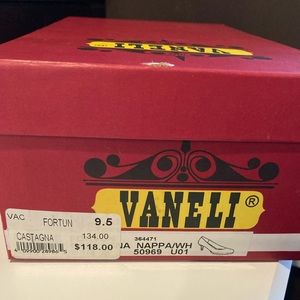 VANELI
VANELI®
VAC FORTUN 9.5
CASTAGNA 134.00
$118.00
364471
NAPPA/WH
50969 U01